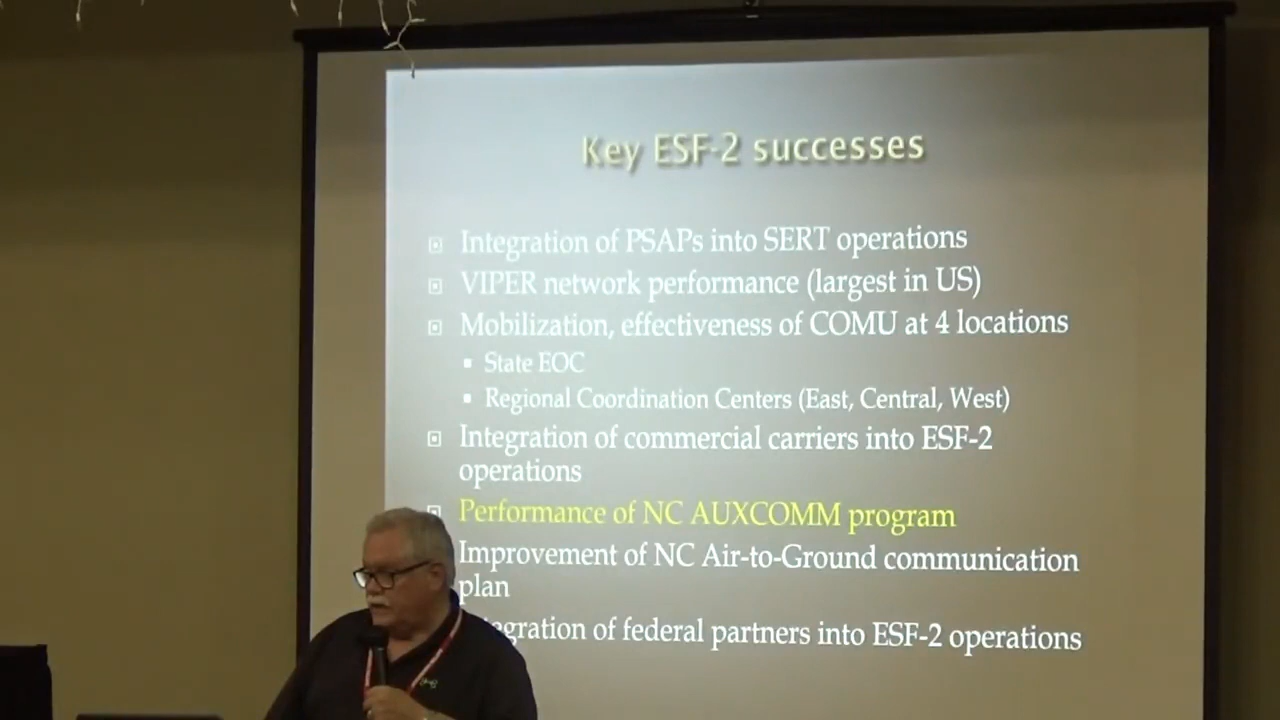 Key ESF-2 successes
Integration of PSAPs into SERT operations
VIPER network performance (largest in US)
Mobilization, effectiveness of COMU at 4 locations
State EOC
Regional Coordination Centers (East, Central, West)
Integration of commercial carriers into ESF-2
operations
Performance of NC AUXCOMM program
Improvement of NC Air-to-Ground communication
plan
of federal partners into ESF-2 operations